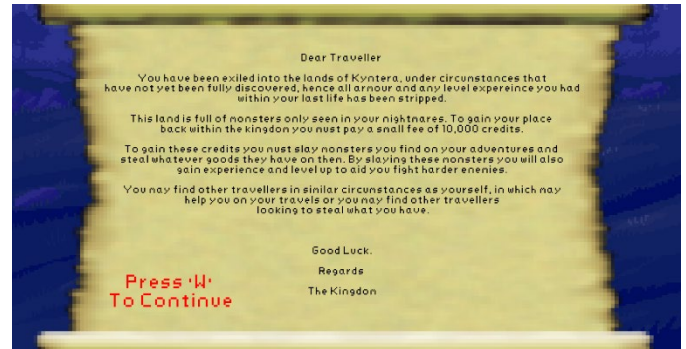 Dear Traveller
You have been exiled into the lands of Kyntera, under circumstances that
have not yet been fully discovered, hence all armour and any level expereince you had
within your last life has been stripped.
This land is full of monsters only seen in your nightmares. To gain your place
back within the kingdom you must pay a small fee of 10,000 credits.
To gain these credits you must slay monsters you find on your adventures and
steal whatever goods they have on them. By slaying these monsters you will also
gain experience and level up to aid you fight harder enemies.
You may find other travellers in similar circumstances as yourself, in which may
help you on your travels or you may find other travellers
looking to steal what you have.
Good Luck.
Regards
The Kingdom
Press 'W'
To Continue